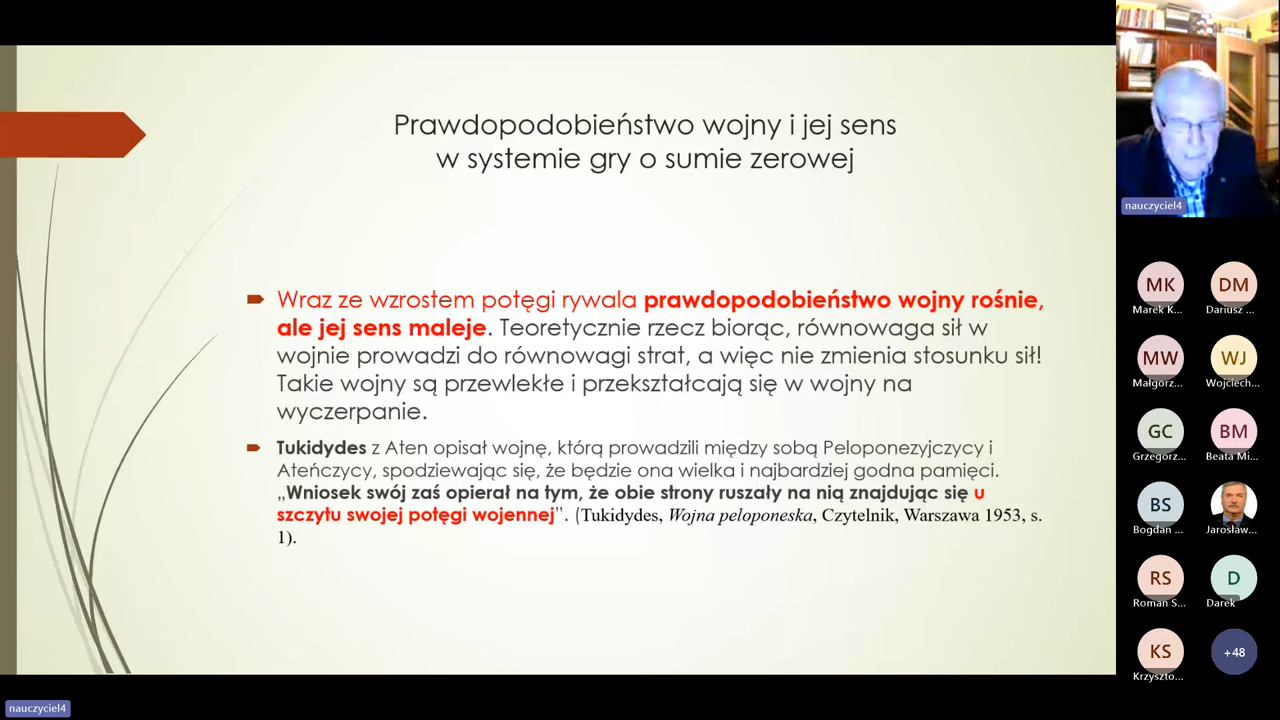 Prawdopodobieństwo wojny i jej sens
w systemie gry o sumie zerowej
Wraz ze wzrostem potęgi rywala prawdopodobieństwo wojny rośnie,
ale jej sens maleje. Teoretycznie rzecz biorąc, równowaga sił w
wojnie prowadzi do równowagi strat, a więc nie zmienia stosunku sił!
Takie wojny są przewlekłe i przekształcają się w wojny na
wyczerpanie.
Tukidydes z Aten opisał wojnę, którą prowadzili między sobą Peloponezyjczycy i
Ateńczycy, spodziewając się, że będzie ona wielka i najbardziej godna pamięci.
„Wniosek swój zaś opierał na tym, że obie strony ruszały na nią znajdując się u
szczytu swojej potęgi wojennej”. (Tukidydes, Wojna peloponeska, Czytelnik, Warszawa 1953, s.
1).
nauczyciel4
MK
DM
Marek K...
Dariusz ...
MW
WJ
Małgorz...
Wojciech...
GC
BM
Grzegorz...
Beata Mi...
BS
Bogdan ...
Jarosław...
RS
D
Roman S...
Darek
KS
+48
Krzyszto...
nauczyciel4